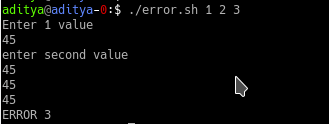 aditya@aditya-0:$ ./error.sh 1 2 3
Enter 1 value
45
enter second value
45
45
45
ERROR 3